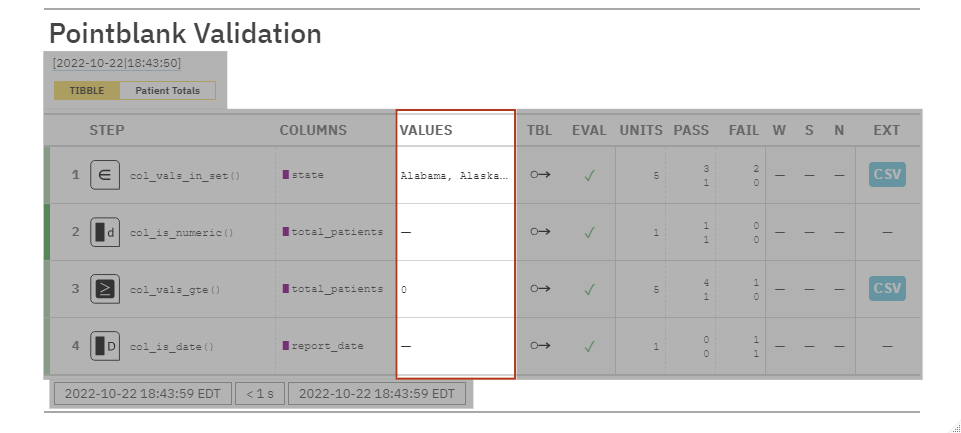 Pointblank Validation
[2022-10-22|18:43:50]
TIBBLE Patient Totals
STEP COLUMNS VALUES TBL EVAL UNITS PASS FAIL W S N EXT
1 ∈ col_vals_in_set() state Alabama, Alaska… → ✓ 5 3 2 — — — CSV
1 0
2 d col_is_numeric() total_patients — → ✓ 1 1 0 — — — —
1 0
3 ≥ col_vals_gte() total_patients 0 → ✓ 5 4 1 — — — CSV
1 0
4 D col_is_date() report_date — → ✓ 1 0 1 — — — —
0 1
2022-10-22 18:43:59 EDT < 1 s 2022-10-22 18:43:59 EDT